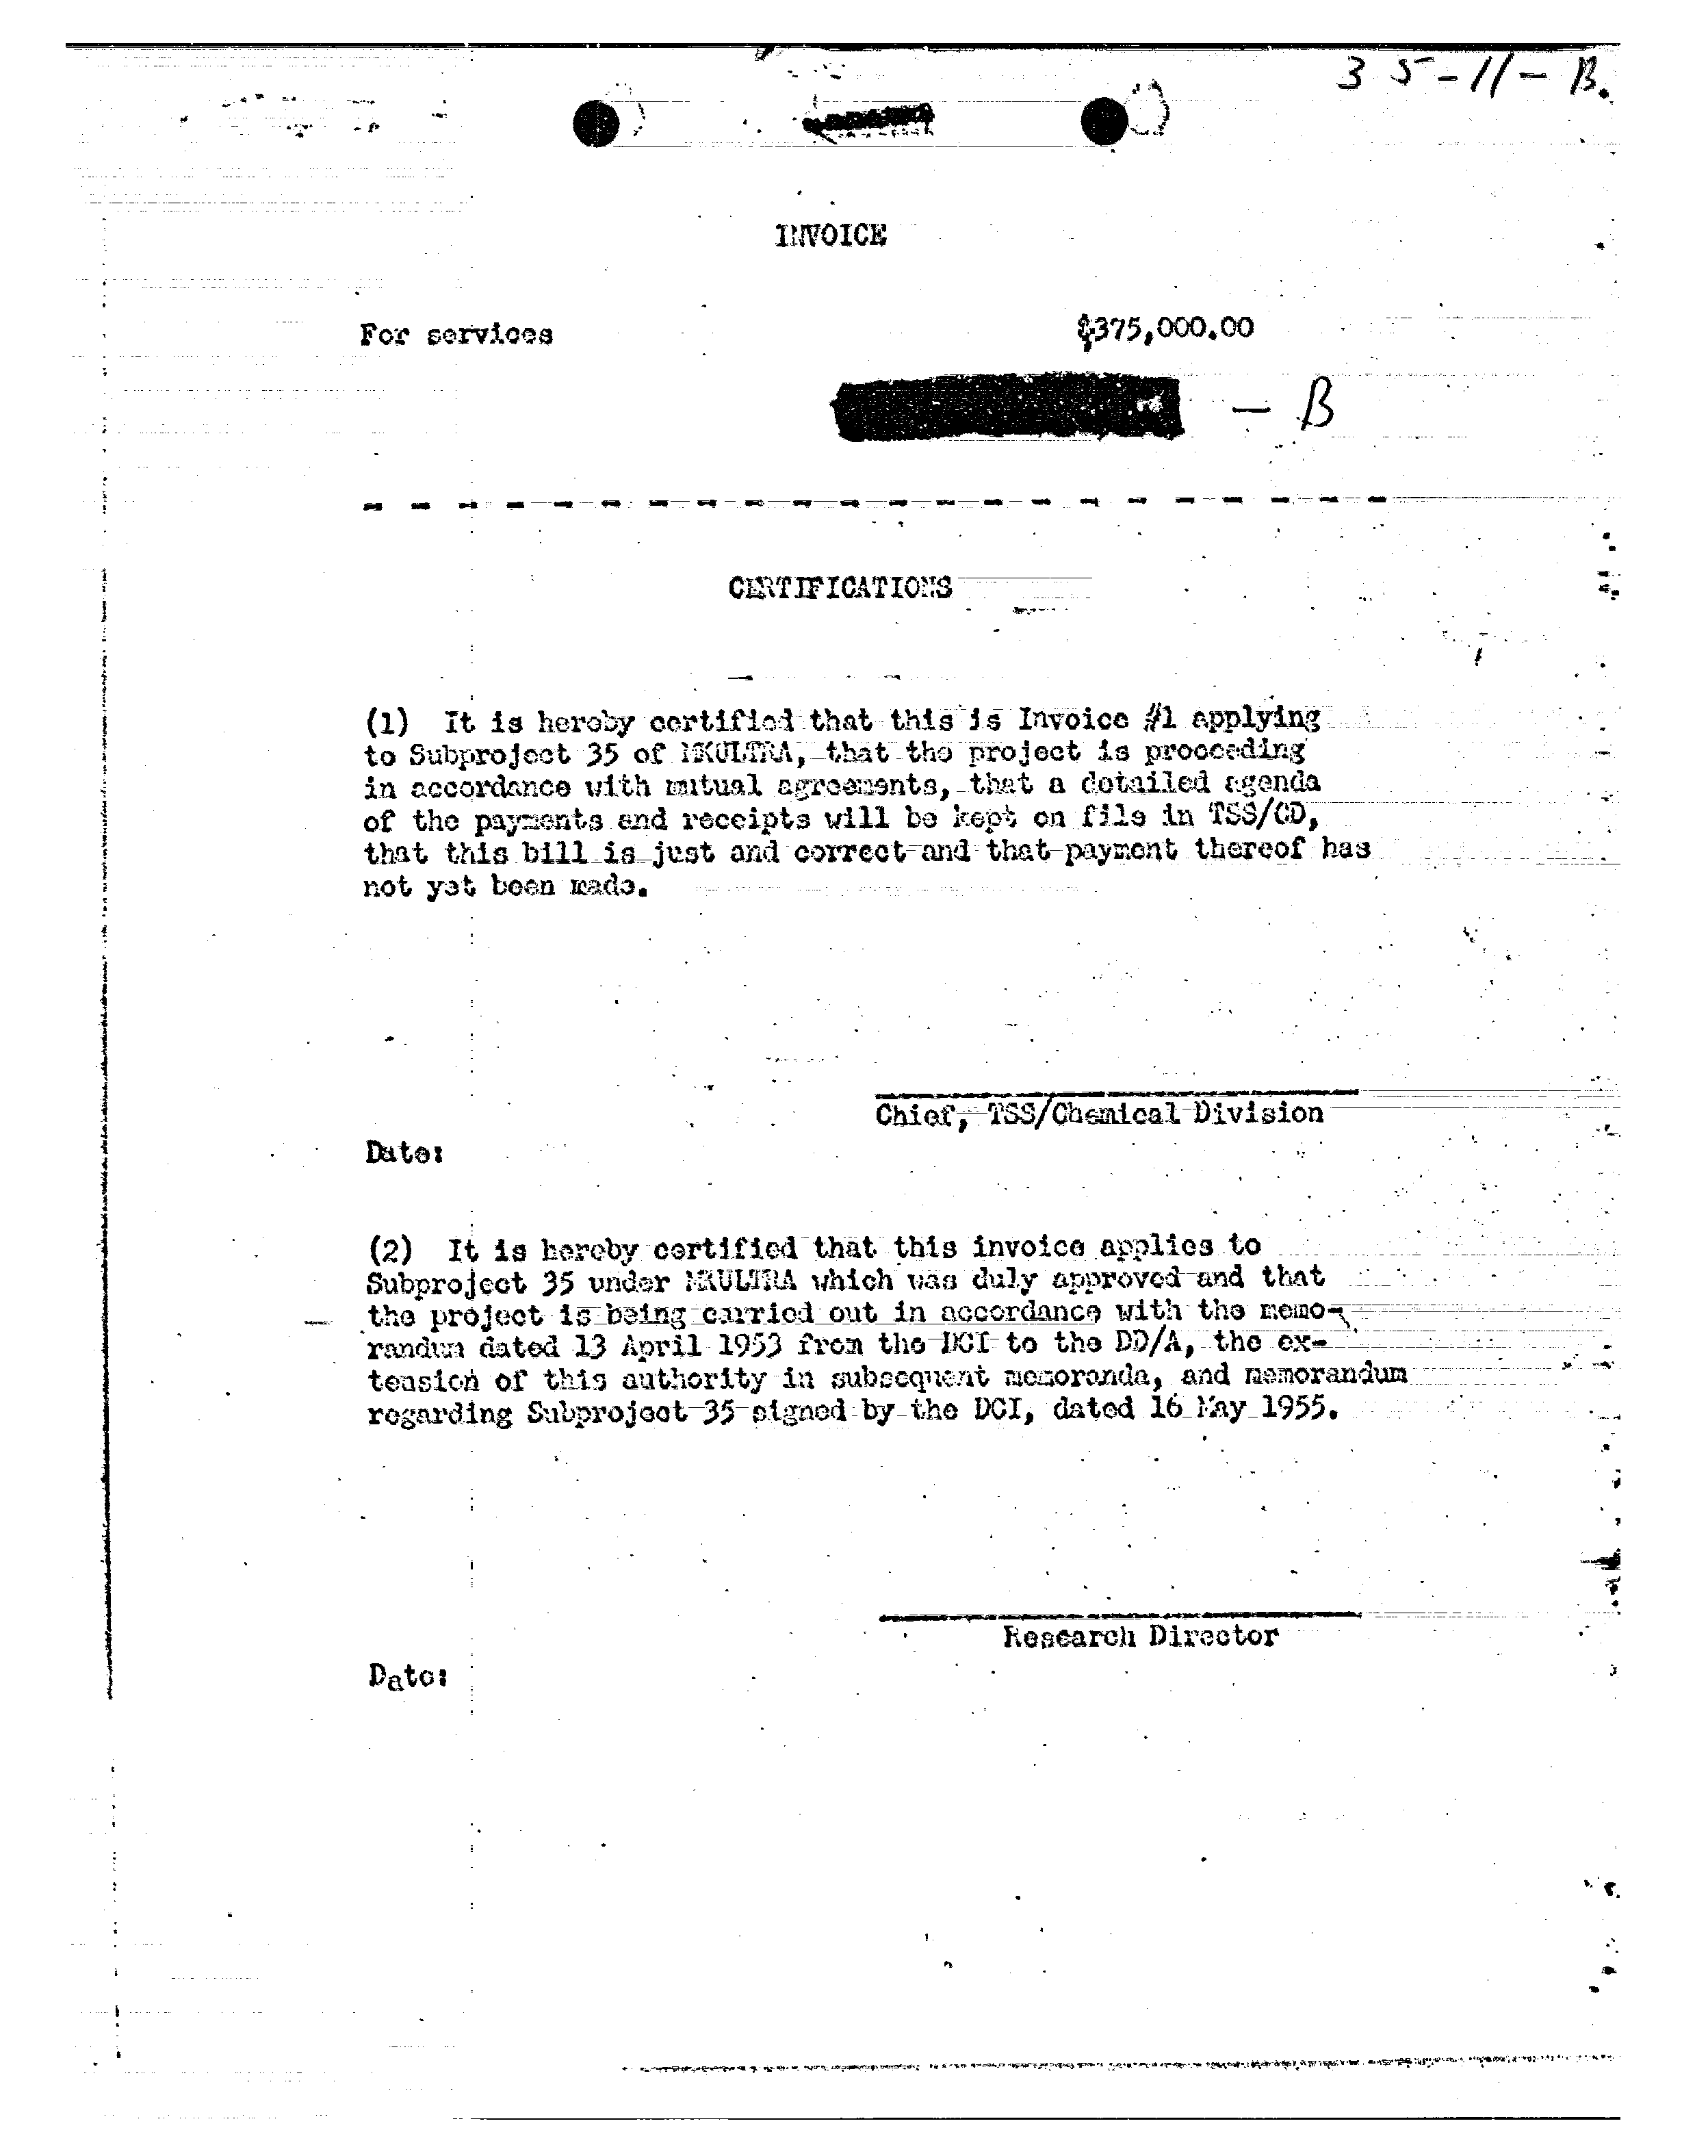 35-11-B.
INVOICE
For services $375,000.00
- B
CERTIFICATIONS
(1) It is hereby certified that this is Invoice #1 applying
to Subproject 35 of MKULTRA, that the project is proceeding
in accordance with mutual agreements, that a detailed agenda
of the payments and receipts will be kept on file in TSS/CD,
that this bill is just and correct and that payment thereof has
not yet been made.
Chief, TSS/Chemical Division
Date:
(2) It is hereby certified that this invoice applies to
Subproject 35 under MKULTRA which was duly approved and that
the project is being carried out in accordance with the memo-
randum dated 13 April 1953 from the DCI to the DD/A, the ex-
tension of this authority in subsequent memoranda, and memorandum
regarding Subproject 35 signed by the DCI, dated 16 May 1955.
Research Director
Date: